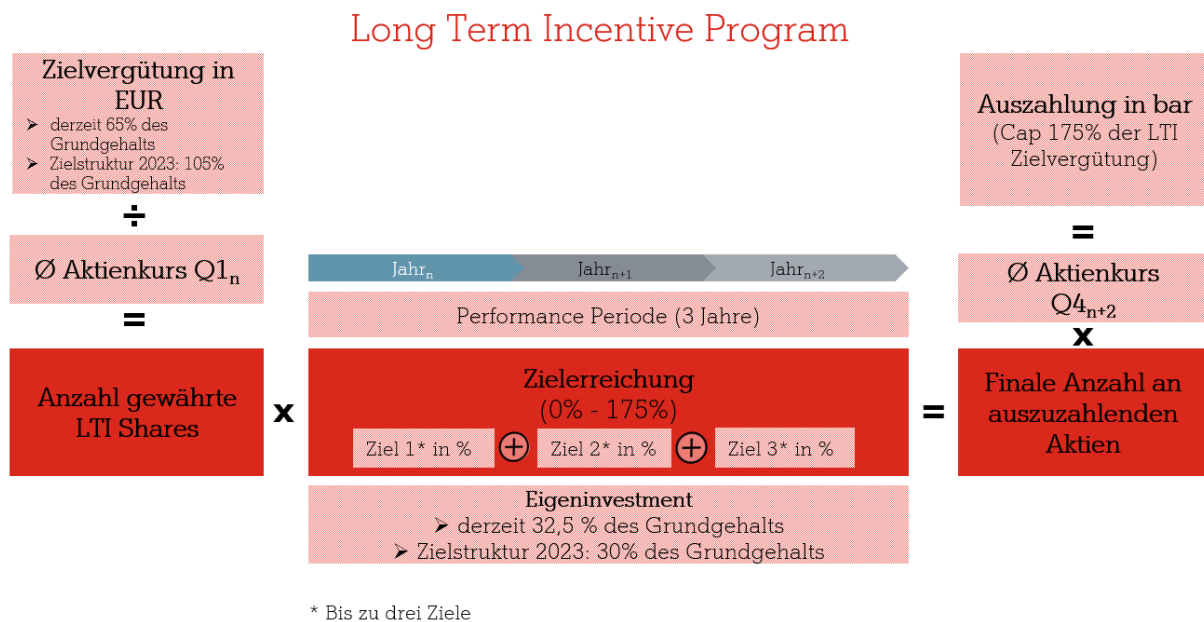 Long Term Incentive Program
Zielvergütung in
EUR
➢ derzeit 65% des
Grundgehalts
➢ Zielstruktur 2023: 105%
des Grundgehalts
÷
Ø Aktienkurs Q1n
=
Anzahl gewährte
LTI Shares
x
Jahrn
Jahrn+1
Jahrn+2
Performance Periode (3 Jahre)
Zielerreichung
(0% - 175%)
Ziel 1* in % + Ziel 2* in % + Ziel 3* in %
Eigeninvestment
➢ derzeit 32,5 % des Grundgehalts
➢ Zielstruktur 2023: 30% des Grundgehalts
=
Auszahlung in bar
(Cap 175% der LTI
Zielvergütung)
=
Ø Aktienkurs
Q4n+2
x
Finale Anzahl an
auszuzahlenden
Aktien
* Bis zu drei Ziele